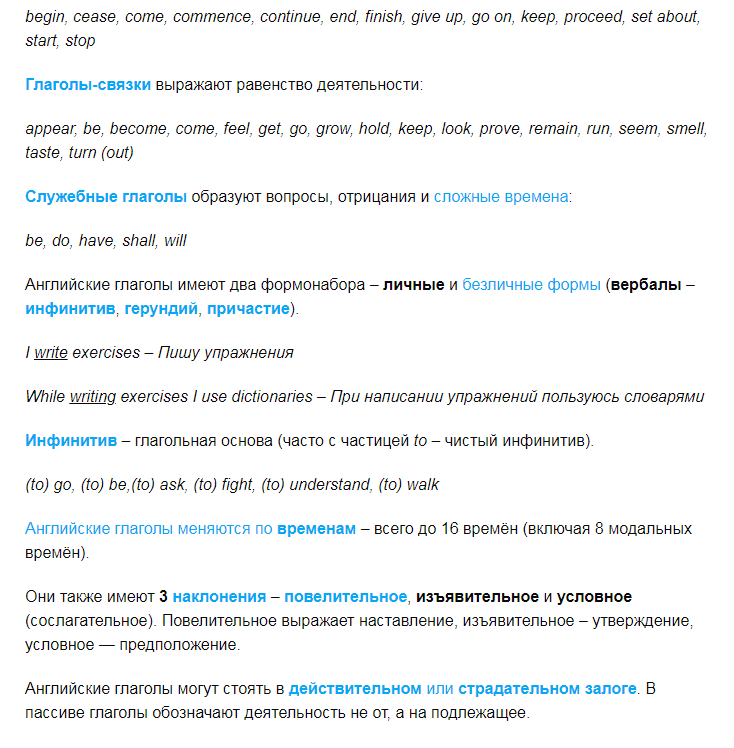 begin, cease, come, commence, continue, end, finish, give up, go on, keep, proceed, set about,
start, stop
Глаголы-связки выражают равенство деятельности:
appear, be, become, come, feel, get, go, grow, hold, keep, look, prove, remain, run, seem, smell,
taste, turn (out)
Служебные глаголы образуют вопросы, отрицания и сложные времена:
be, do, have, shall, will
Английские глаголы имеют два формонабора – личные и безличные формы (вербалы –
инфинитив, герундий, причастие).
I write exercises – Пишу упражнения
While writing exercises I use dictionaries – При написании упражнений пользуюсь словарями
Инфинитив – глагольная основа (часто с частицей to – чистый инфинитив).
(to) go, (to) be,(to) ask, (to) fight, (to) understand, (to) walk
Английские глаголы меняются по временам – всего до 16 времён (включая 8 модальных
времён).
Они также имеют 3 наклонения – повелительное, изъявительное и условное
(сослагательное). Повелительное выражает наставление, изъявительное – утверждение,
условное — предположение.
Английские глаголы могут стоять в действительном или страдательном залоге. В
пассиве глаголы обозначают деятельность не от, а на подлежащее.